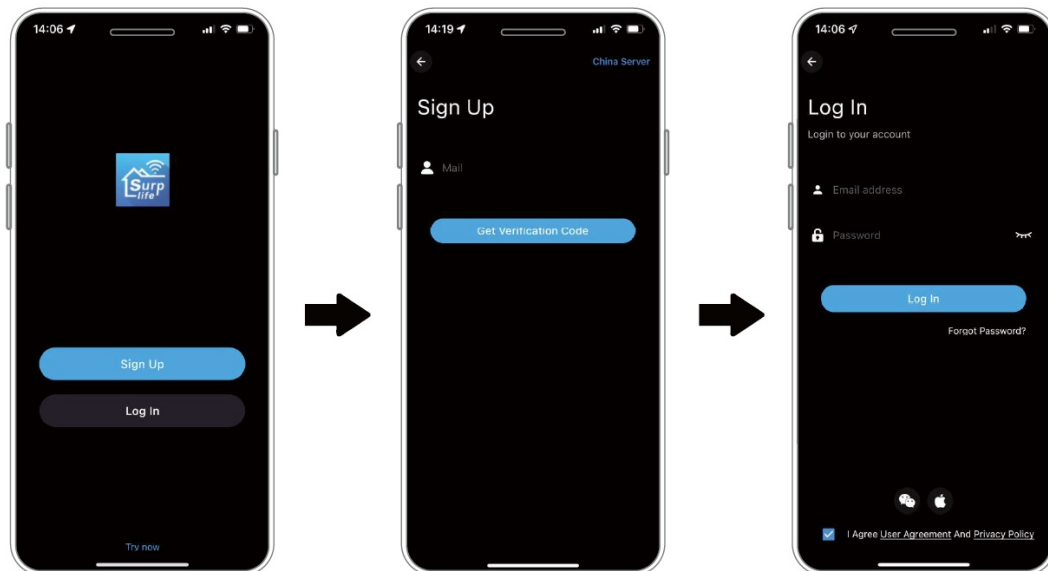 14:06
Surp
life
Sign Up
Log In
Try now
14:19
China Server
Sign Up
Mail
Get Verification Code
14:06
Log In
Login to your account
Email address
Password
Log In
Forgot Password?
I Agree User Agreement And Privacy Policy